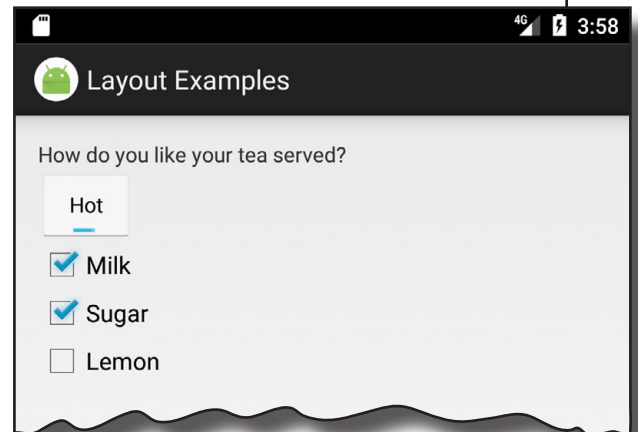 4G 3:58
Layout Examples
How do you like your tea served?
Hot
Milk
Sugar
Lemon